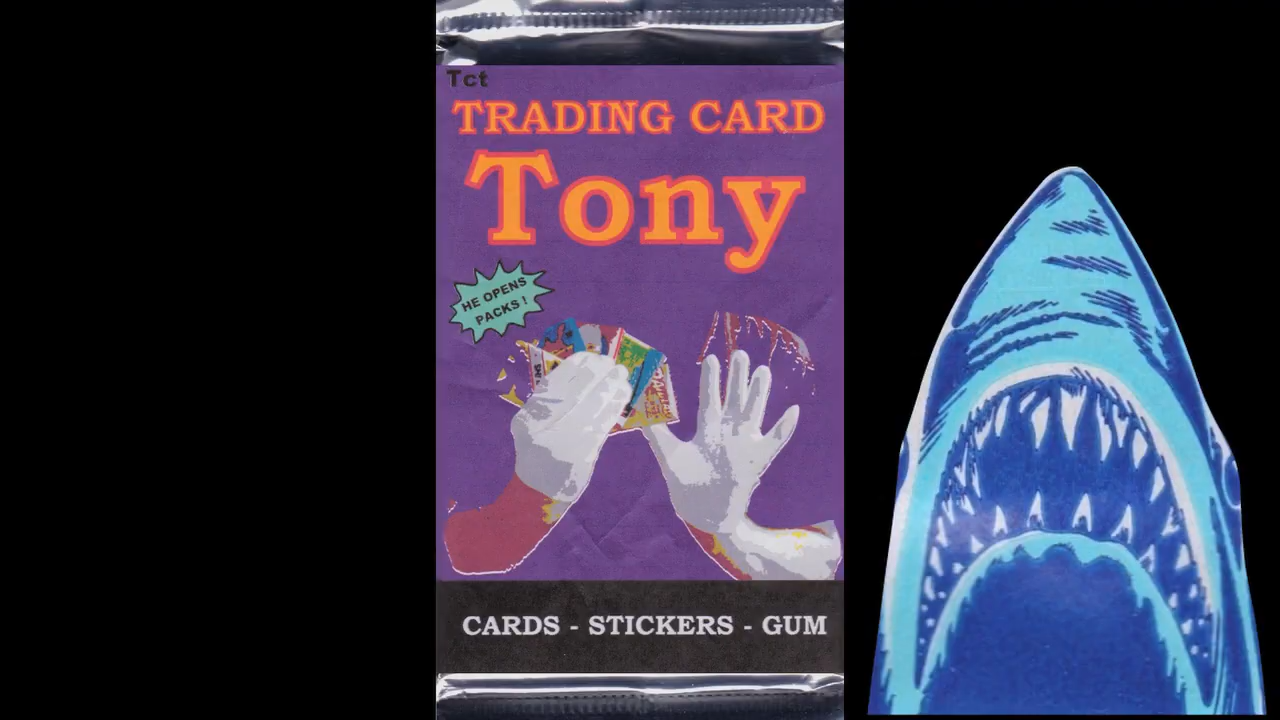 Tct
TRADING CARD
Tony
HE OPENS
PACKS!
CARDS - STICKERS - GUM